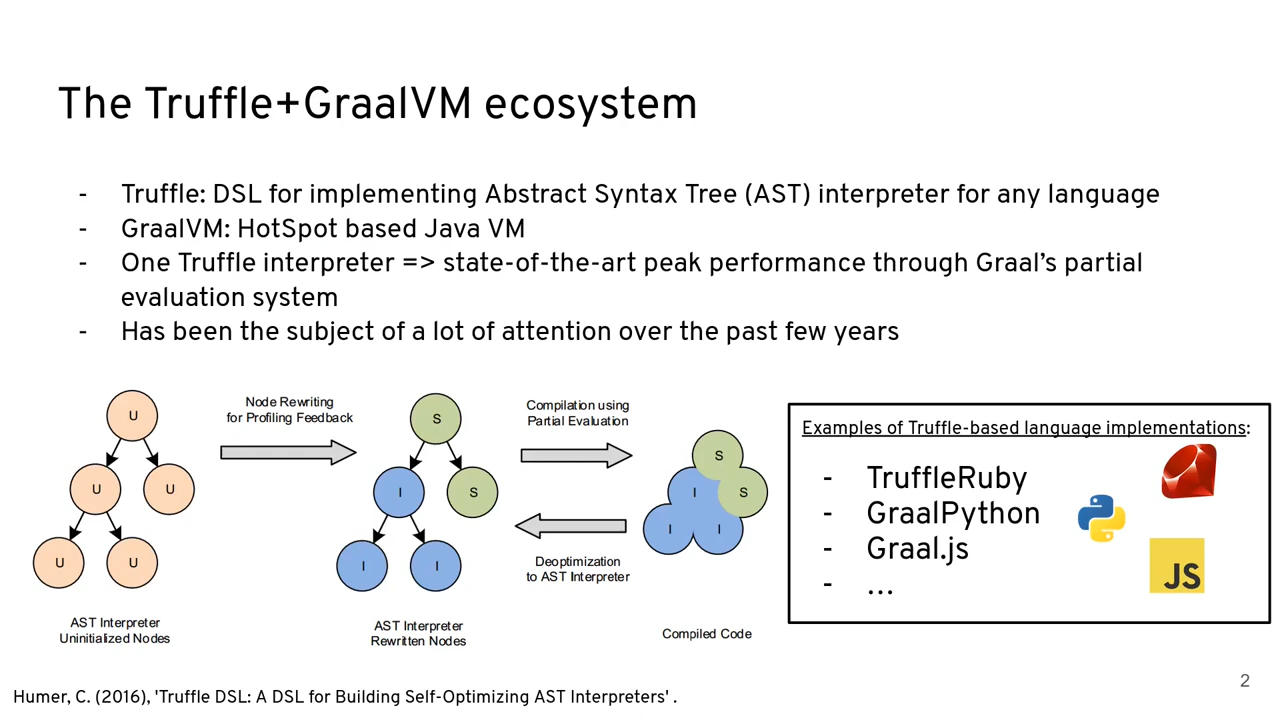 The Truffle+GraalVM ecosystem
- Truffle: DSL for implementing Abstract Syntax Tree (AST) interpreter for any language
- GraalVM: HotSpot based Java VM
- One Truffle interpreter => state-of-the-art peak performance through Graal’s partial
evaluation system
- Has been the subject of a lot of attention over the past few years
U
U
U
U
U
AST Interpreter
Uninitialized Nodes
Node Rewriting
for Profiling Feedback
S
I
S
I
I
AST Interpreter
Rewritten Nodes
Compilation using
Partial Evaluation
Deoptimization
to AST Interpreter
S
I
S
I
I
Compiled Code
Examples of Truffle-based language implementations:
- TruffleRuby
- GraalPython
- Graal.js
- ...
JS
Humer, C. (2016), 'Truffle DSL: A DSL for Building Self-Optimizing AST Interpreters' .
2